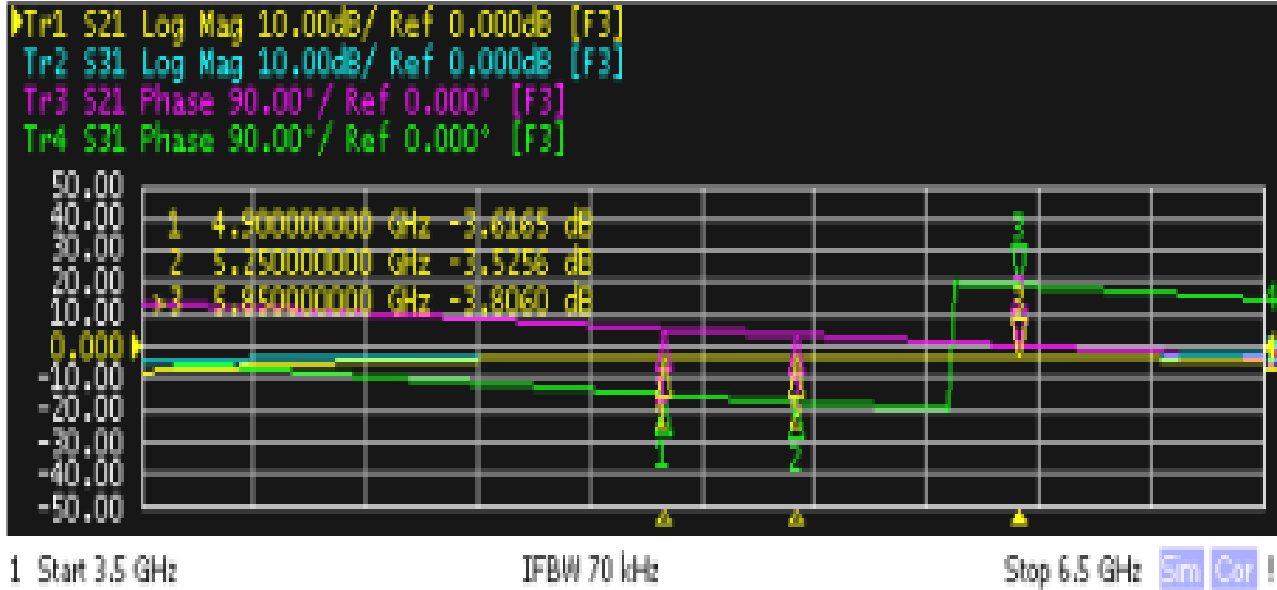 Tr1 S21 Log Mag 10.00dB/ Ref 0.000dB [F3]
Tr2 S31 Log Mag 10.00dB/ Ref 0.000dB [F3]
Tr3 S21 Phase 90.00°/ Ref 0.000° [F3]
Tr4 S31 Phase 90.00°/ Ref 0.000° [F3]
50.00
40.00
30.00
20.00
10.00
0.000
-10.00
-20.00
-30.00
-40.00
-50.00
1 4.900000000 GHz -3.6165 dB
2 5.250000000 GHz -3.5256 dB
>3 5.850000000 GHz -3.8060 dB
3
1
2
1 Start 3.5 GHz
IFBW 70 kHz
Stop 6.5 GHz Sim Cor !